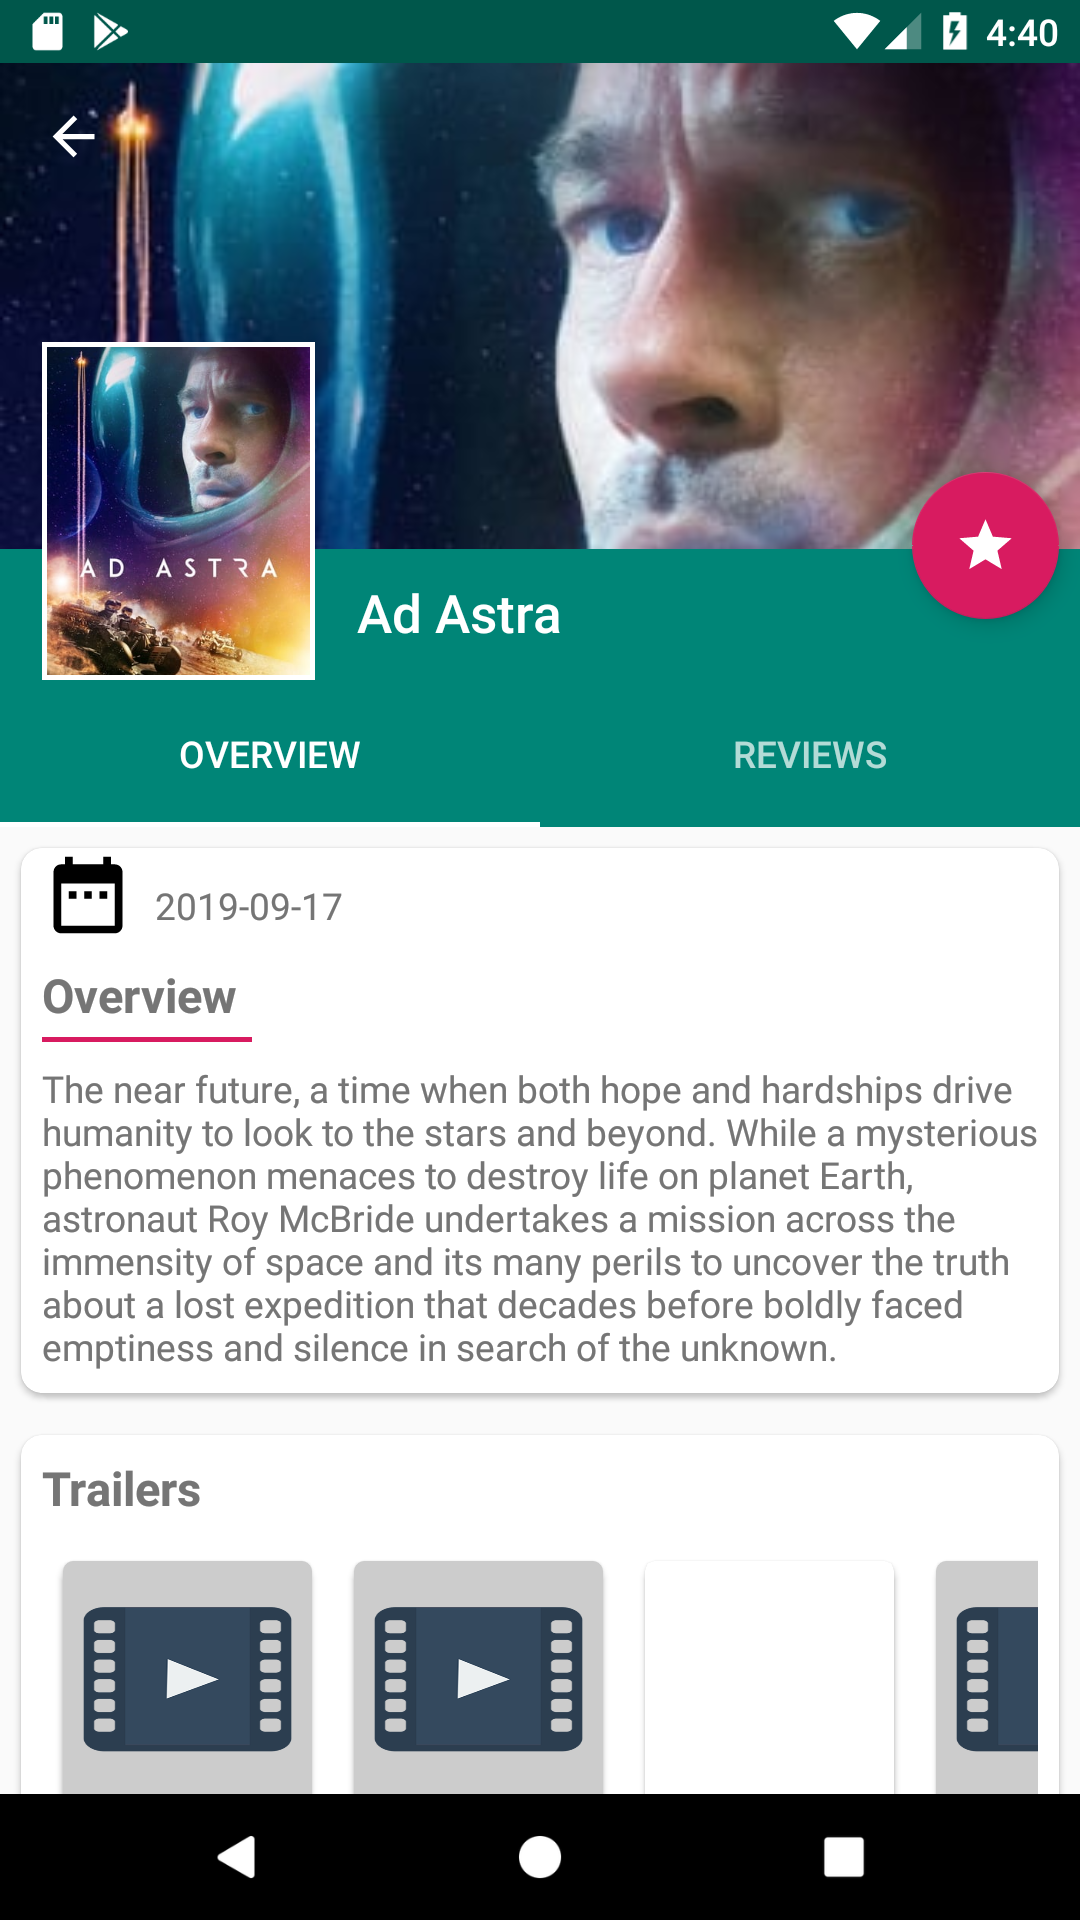 4:40
AD ASTRA
Ad Astra
OVERVIEW
REVIEWS
2019-09-17
Overview
The near future, a time when both hope and hardships drive
humanity to look to the stars and beyond. While a mysterious
phenomenon menaces to destroy life on planet Earth,
astronaut Roy McBride undertakes a mission across the
immensity of space and its many perils to uncover the truth
about a lost expedition that decades before boldly faced
emptiness and silence in search of the unknown.
Trailers